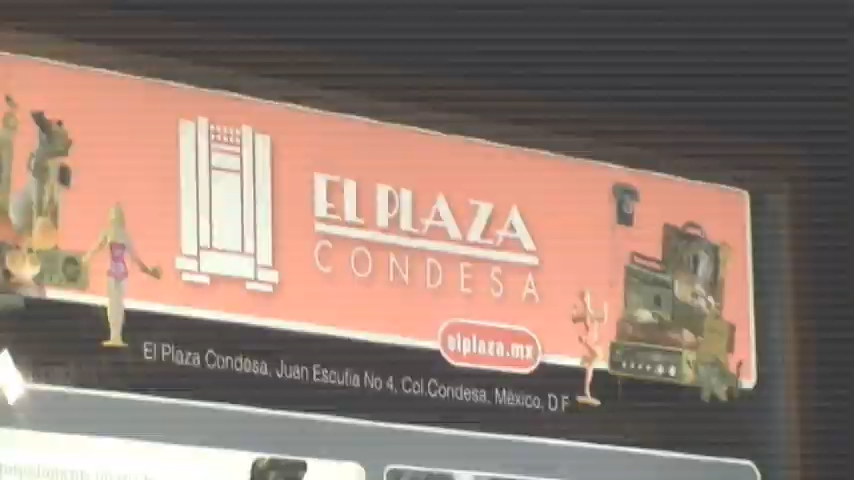 EL PLAZA
CONDESA
elplaza.mx
El Plaza Condesa, Juan Escutia No 4, Col.Condesa, México, D F